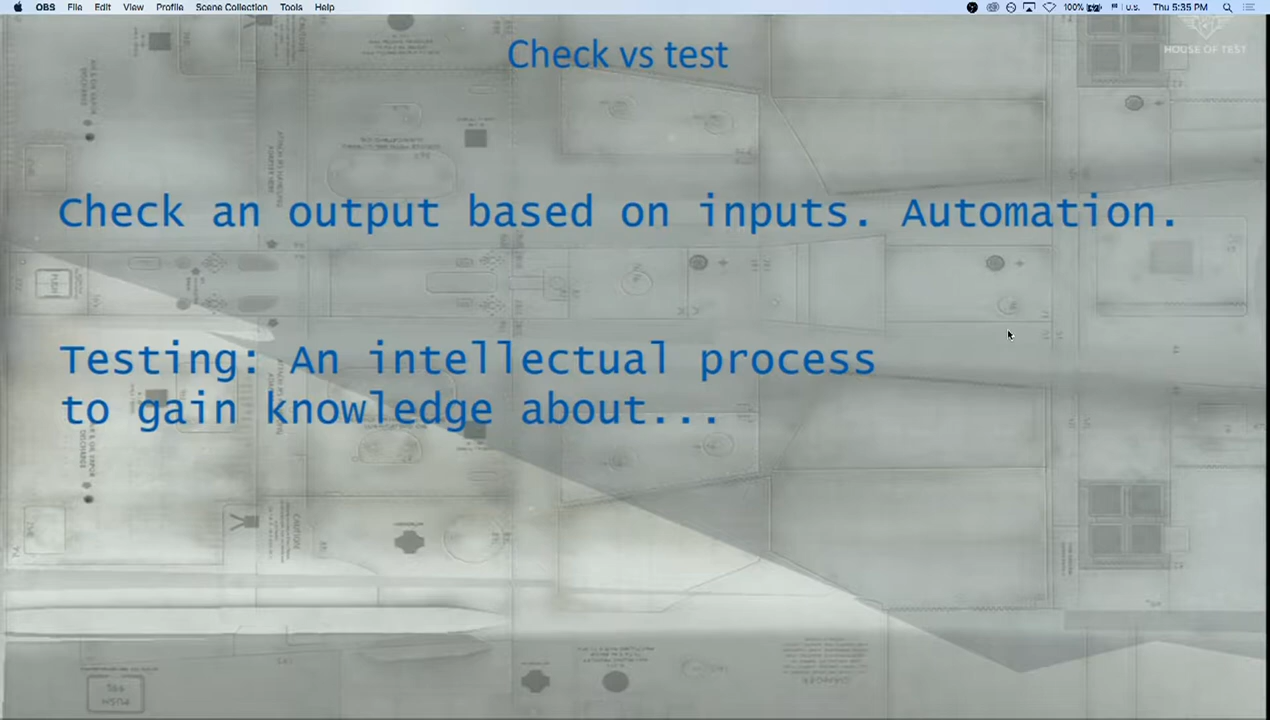 OBS File Edit View Profile Scene Collection Tools Help 100% U.S. Thu 5:35 PM
HOUSE OF TEST
Check vs test
Check an output based on inputs. Automation.
Testing: An intellectual process
to gain knowledge about...